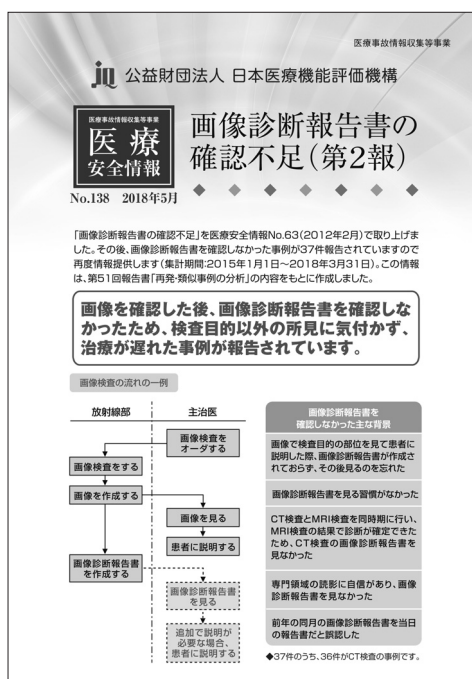 医療事故情報収集等事業
公益財団法人 日本医療機能評価機構
医療事故情報収集等事業
医療
安全情報
No.138 2018年5月
画像診断報告書の
確認不足(第2報)
「画像診断報告書の確認不足」を医療安全情報No.63(2012年2月)で取り上げま
した。その後、画像診断報告書を確認しなかった事例が37件報告されていますので
再度情報提供します(集計期間:2015年1月1日~2018年3月31日)。この情報
は、第51回報告書「再発・類似事例の分析」の内容をもとに作成しました。
画像を確認した後、画像診断報告書を確認しな
かったため、検査目的以外の所見に気付かず、
治療が遅れた事例が報告されています。
画像検査の流れの一例
放射線部
主治医
画像検査を
オーダする
画像検査をする
画像を作成する
画像を見る
患者に説明する
画像診断報告書
を作成する
画像診断報告書
を見る
追加で説明が
必要な場合、
患者に説明する
画像診断報告書を
確認しなかった主な背景
画像で検査目的の部位を見て患者に
説明した際、画像診断報告書が作成さ
れておらず、その後見るのを忘れた
画像診断報告書を見る習慣がなかった
CT検査とMRI検査を同時期に行い、
MRI検査の結果で診断が確定できた
ため、CT検査の画像診断報告書を
見なかった
専門領域の読影に自信があり、画像
診断報告書を見なかった
前年の同月の画像診断報告書を当日
の報告書だと誤認した
◆37件のうち、36件がCT検査の事例です。